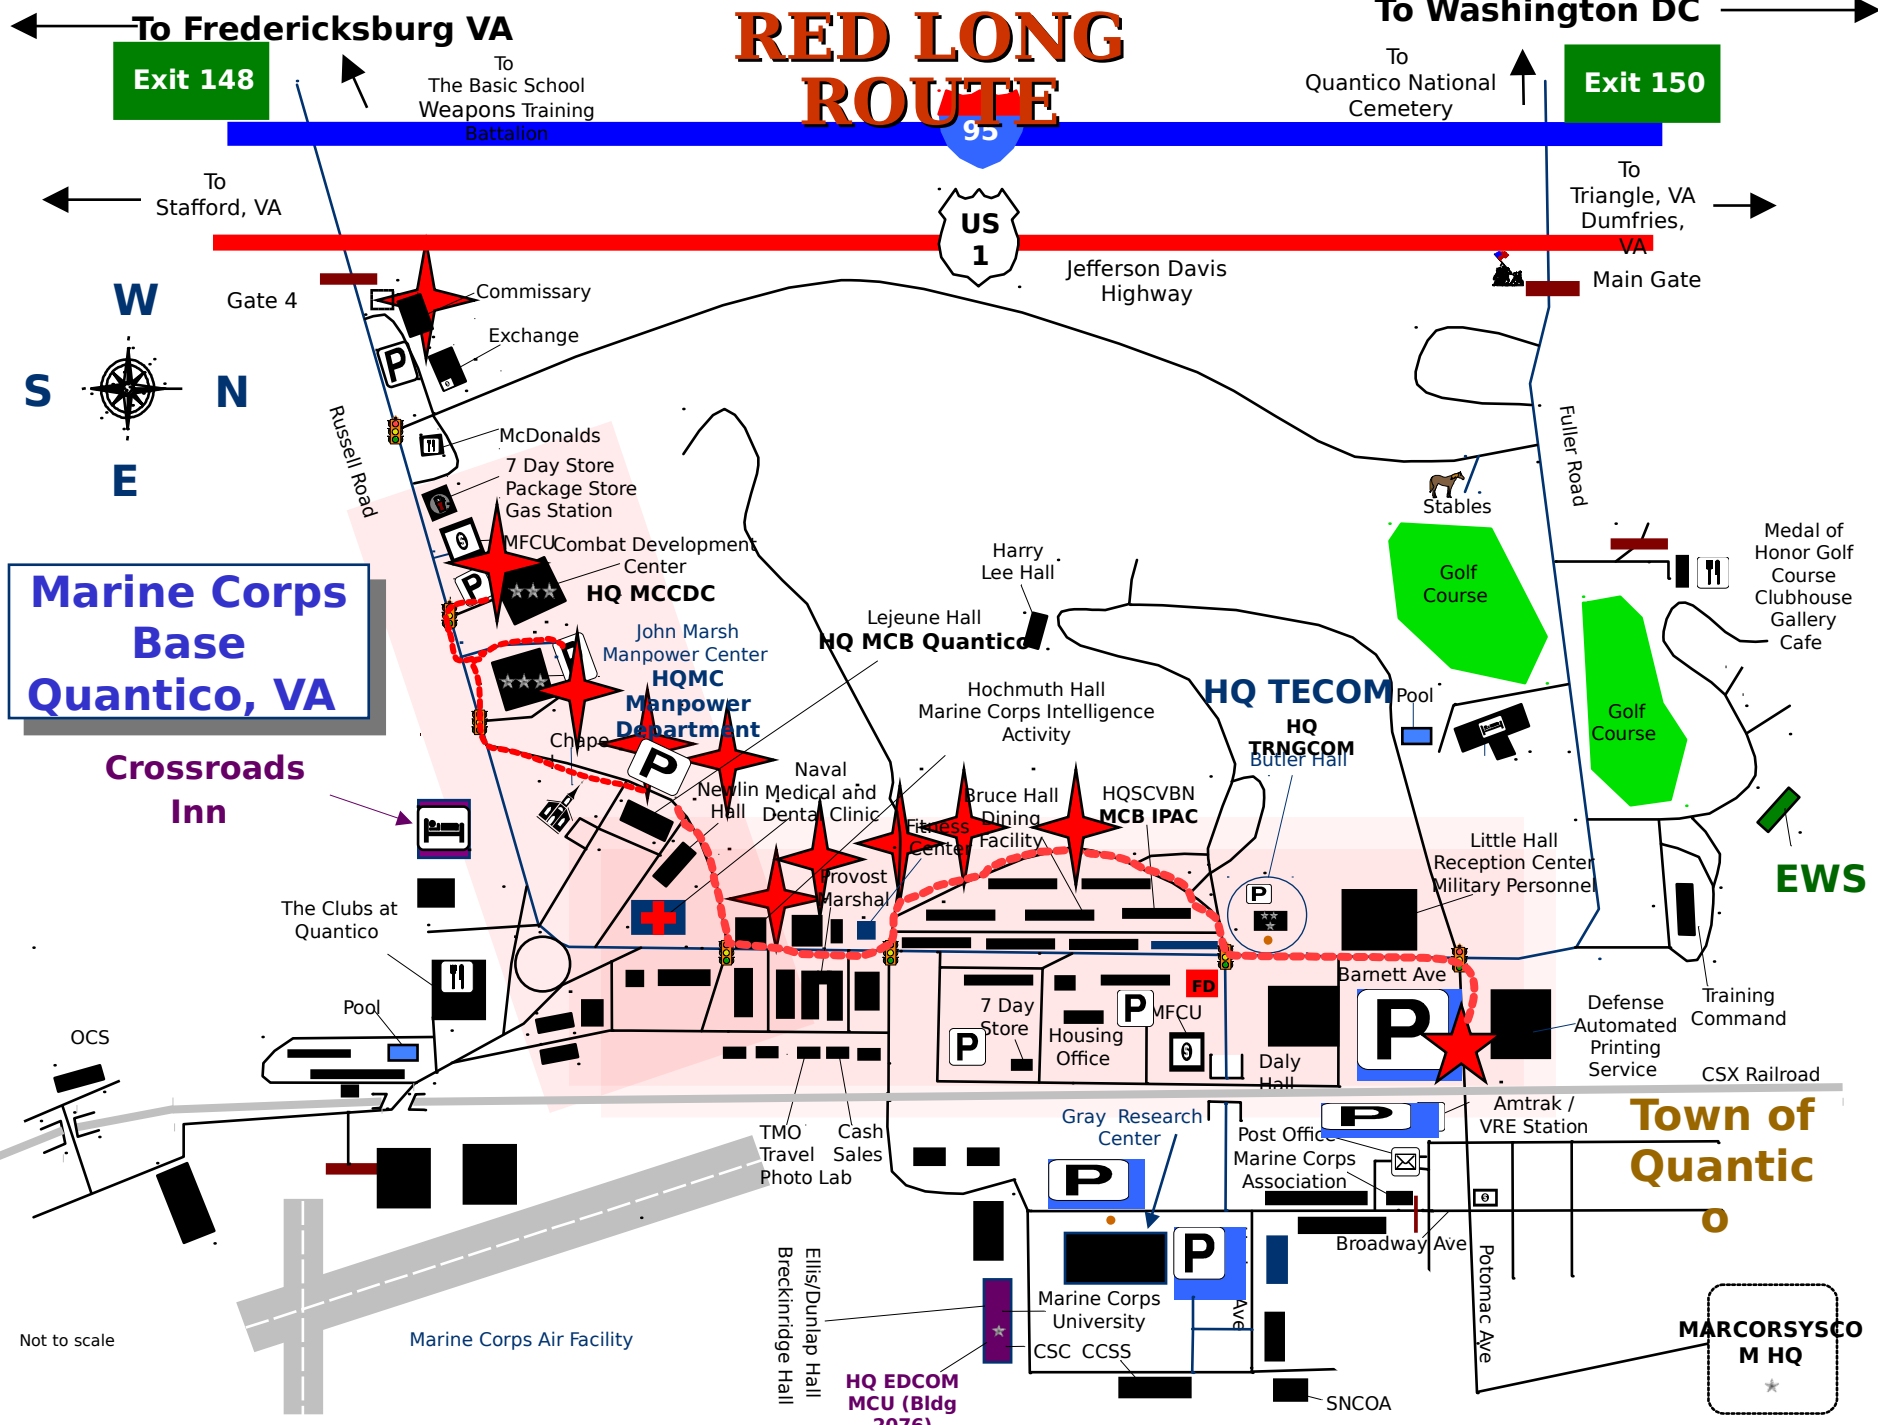 To Fredericksburg VA
RED LONG
ROUTE
To Washington DC
Exit 148
To
The Basic School
Weapons Training
Battalion
To
Quantico National
Cemetery
Exit 150
95
To
Stafford, VA
US
1
To
Triangle, VA
Dumfries,
VA
Jefferson Davis
Highway
Gate 4
Commissary
Main Gate
W
S
N
E
Exchange
P
Russell Road
McDonalds
7 Day Store
Package Store
Gas Station
MFCU
Combat Development
Center
HQ MCCDC
P
Fuller Road
Stables
Golf
Course
Medal of
Honor Golf
Course
Clubhouse
Gallery
Cafe
Harry
Lee Hall
Marine Corps
Base
Quantico, VA
Lejeune Hall
HQ MCB Quantico
John Marsh
Manpower Center
HQMC
Manpower
Department
Hochmuth Hall
Marine Corps Intelligence
Activity
HQ TECOM
HQ
TRNGCOM
Butler Hall
Pool
Golf
Course
Crossroads
Inn
Chape
l
P
Newlin
Hall
Naval
Medical and
Dental Clinic
Fitness
Center
Bruce Hall
Dining
Facility
HQSCVBN
MCB IPAC
Provost
Marshal
P
Little Hall
Reception Center
Military Personnel
EWS
The Clubs at
Quantico
Barnett Ave
FD
7 Day
Store
P
Housing
Office
P
MFCU
Daly
Hall
P
Defense
Automated
Printing
Service
Training
Command
Pool
OCS
CSX Railroad
TMO
Travel
Photo Lab
Cash
Sales
Gray Research
Center
P
Amtrak /
VRE Station
Town of
Quantic
o
Post Office
Marine Corps
Association
P
P
Broadway Ave
Potomac Ave
Ave
Ellis/Dunlap Hall
Breckinridge Hall
Marine Corps
University
CSC CCSS
HQ EDCOM
MCU (Bldg
2076)
SNCOA
MARCORSYSCO
M HQ
Not to scale
Marine Corps Air Facility